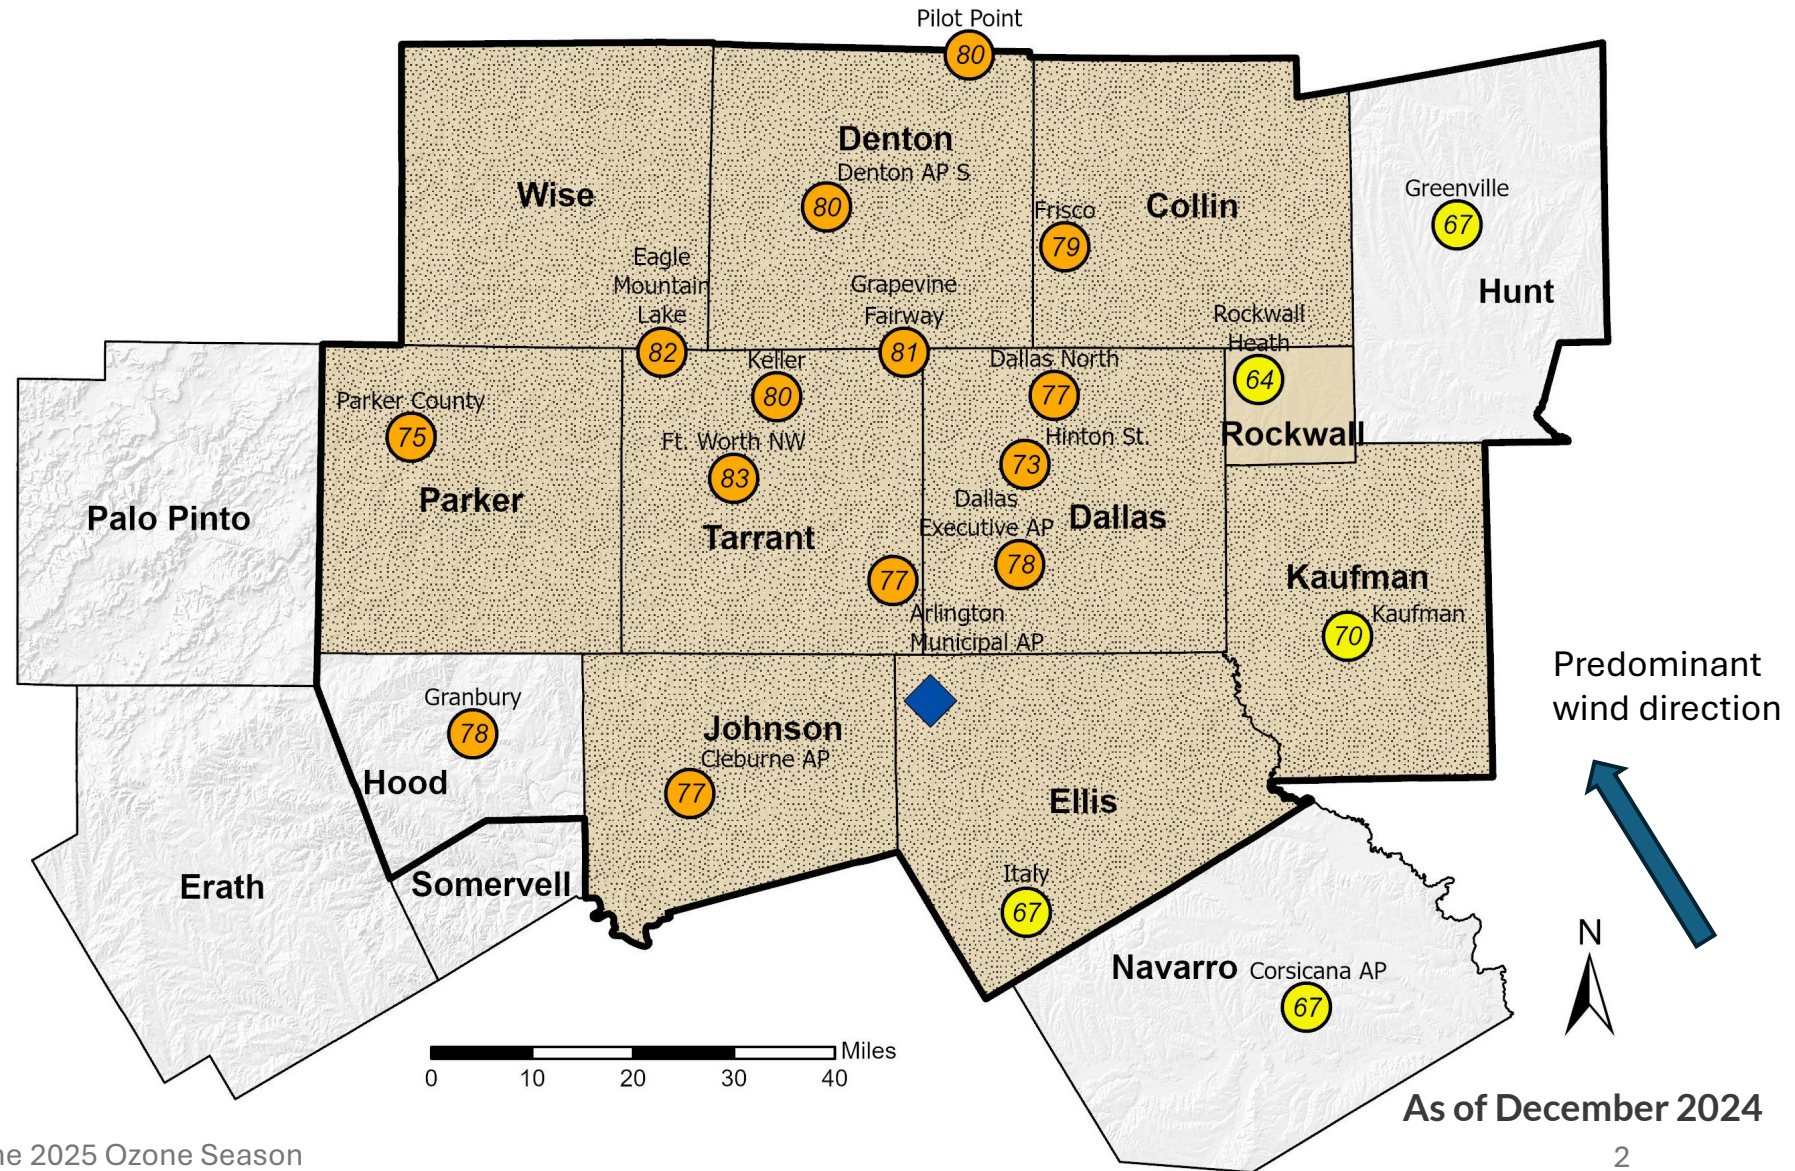 Pilot Point
80
Denton
Denton AP S
80
Wise
Frisco
79
Collin
Greenville
67
Hunt
Eagle
Mountain
Lake
82
Grapevine
Fairway
81
Rockwall
Heath
64
Rockwall
Keller
80
Dallas North
77
Parker County
75
Ft. Worth NW
83
Hinton St.
73
Parker
Palo Pinto
Tarrant
Dallas
Executive AP
78
Dallas
77
Arlington
Municipal AP
Kaufman
Kaufman
70
Predominant
wind direction
Granbury
78
Hood
Johnson
Cleburne AP
77
Ellis
Erath
Somervell
Italy
67
Navarro
Corsicana AP
67
N
Miles
0 10 20 30 40
As of December 2024
ne 2025 Ozone Season
2